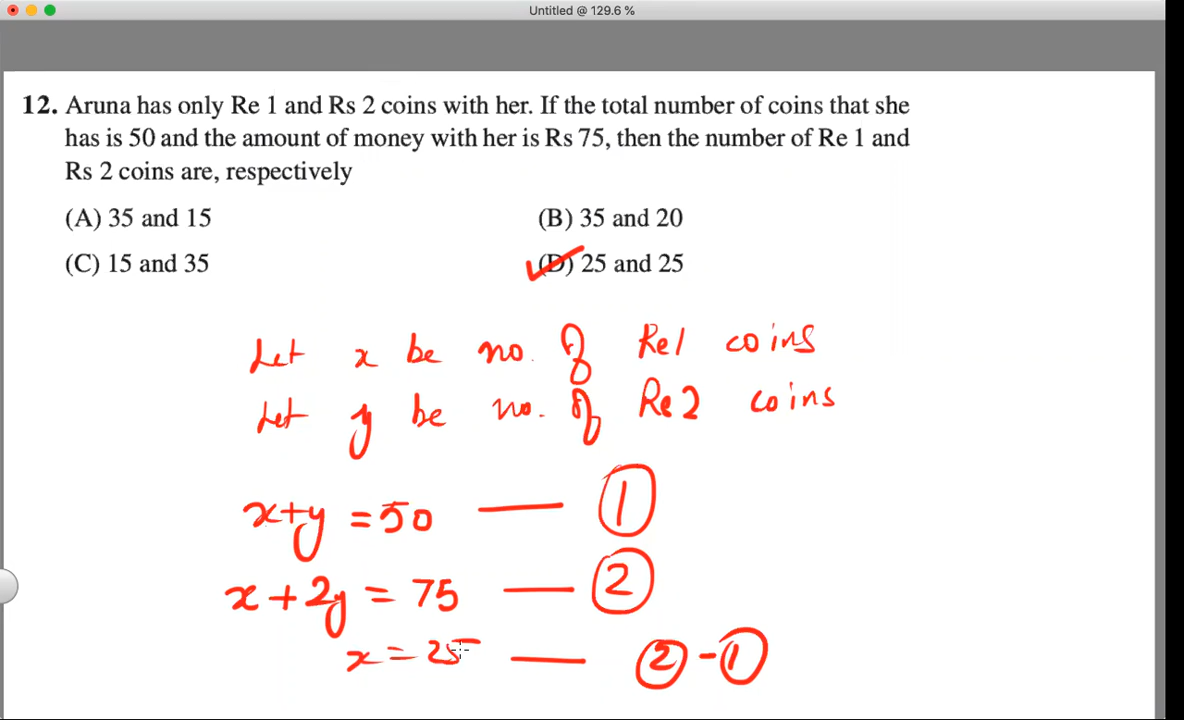 Untitled @ 129.6 %
12. Aruna has only Re 1 and Rs 2 coins with her. If the total number of coins that she
has is 50 and the amount of money with her is Rs 75, then the number of Re 1 and
Rs 2 coins are, respectively
(A) 35 and 15 (B) 35 and 20
(C) 15 and 35 (D) 25 and 25
Let x be no. of Re1 coins
Let y be no. of Re2 coins
x+y = 50 — 1
x + 2y = 75 — 2
x = 25 — 2 - 1